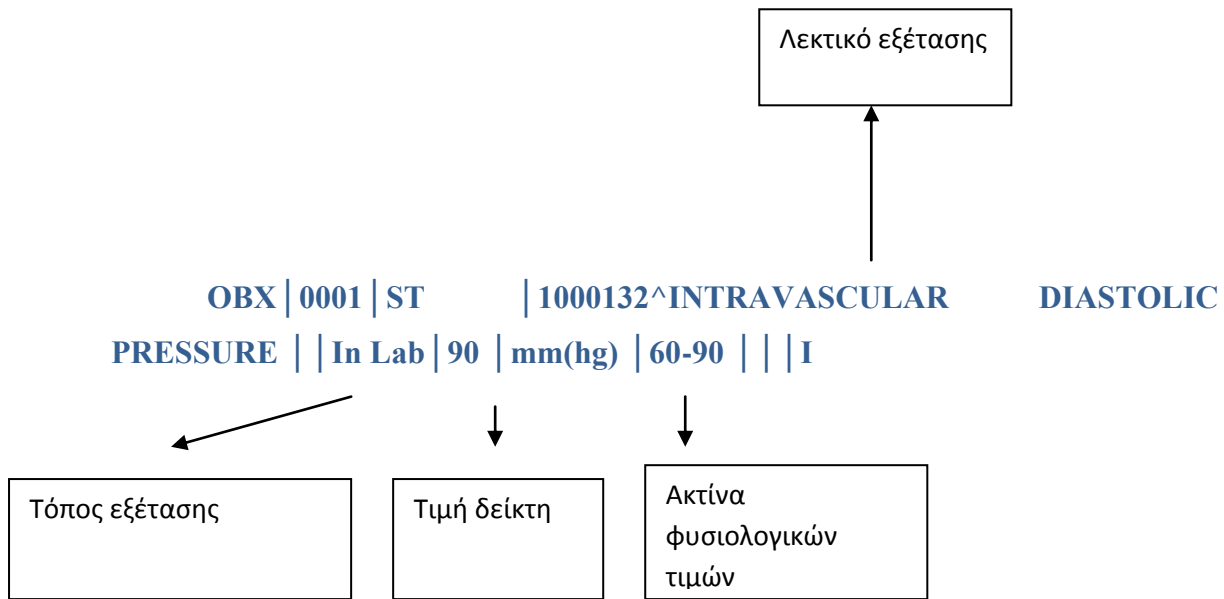 Λεκτικό εξέτασης
OBX|0001|ST |1000132^INTRAVASCULAR DIASTOLIC
PRESSURE ||In Lab|90 |mm(hg) |60-90 |||I
Τόπος εξέτασης
Τιμή δείκτη
Ακτίνα
φυσιολογικών
τιμών